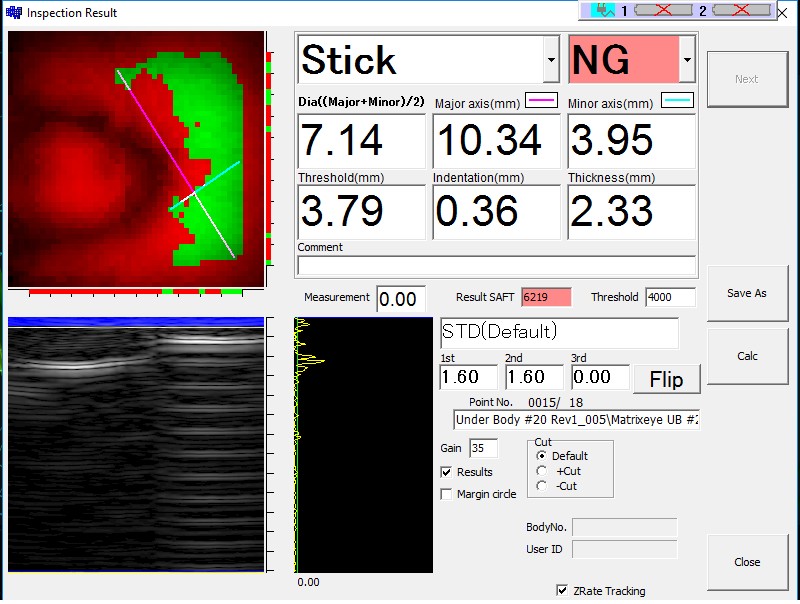 Inspection Result
1 2
Stick NG
Next
Dia((Major+Minor)/2) Major axis(mm) Minor axis(mm)
7.14 10.34 3.95
Threshold(mm) Indentation(mm) Thickness(mm)
3.79 0.36 2.33
Comment
Measurement 0.00 Result SAFT 6219 Threshold 4000
Save As
STD(Default)
Calc
1st 2nd 3rd
1.60 1.60 0.00 Flip
Point No. 0015/ 18
Under Body #20 Rev1_005\Matrixeye UB #2
Gain 35
Cut
Default
+Cut
-Cut
Results
Margin circle
BodyNo.
User ID
Close
0.00
ZRate Tracking